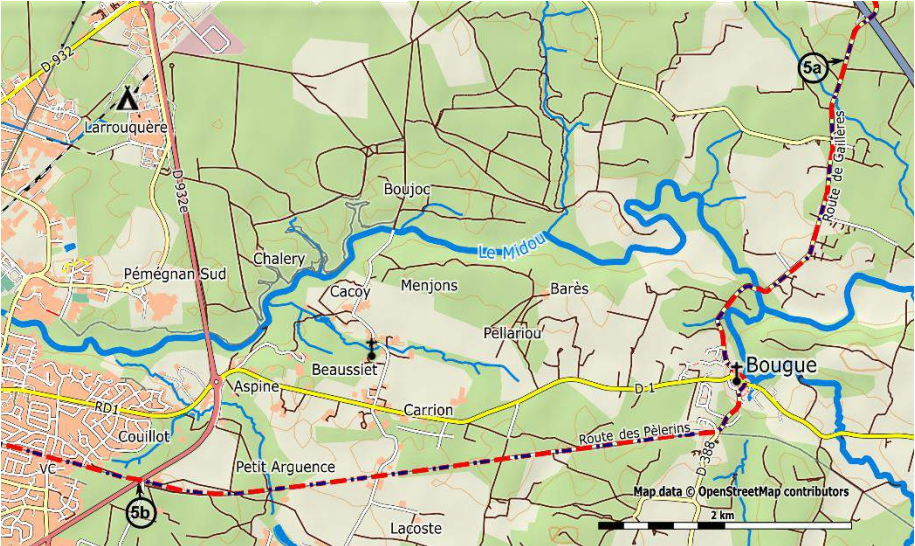 D-932
5a
Larrouquère
D-932e
Route de Gaillères
Boujoc
Le Midou
Chalery
Pémégnan Sud
Cacoy
Menjons
Barès
Pellariou
Beaussiet
Bougue
Aspine
D 1
RD1
Carrion
Couillot
Route des Pèlerins
D-388
VC
Petit Arguence
5b
Map data © OpenStreetMap contributors
2 km
Lacoste